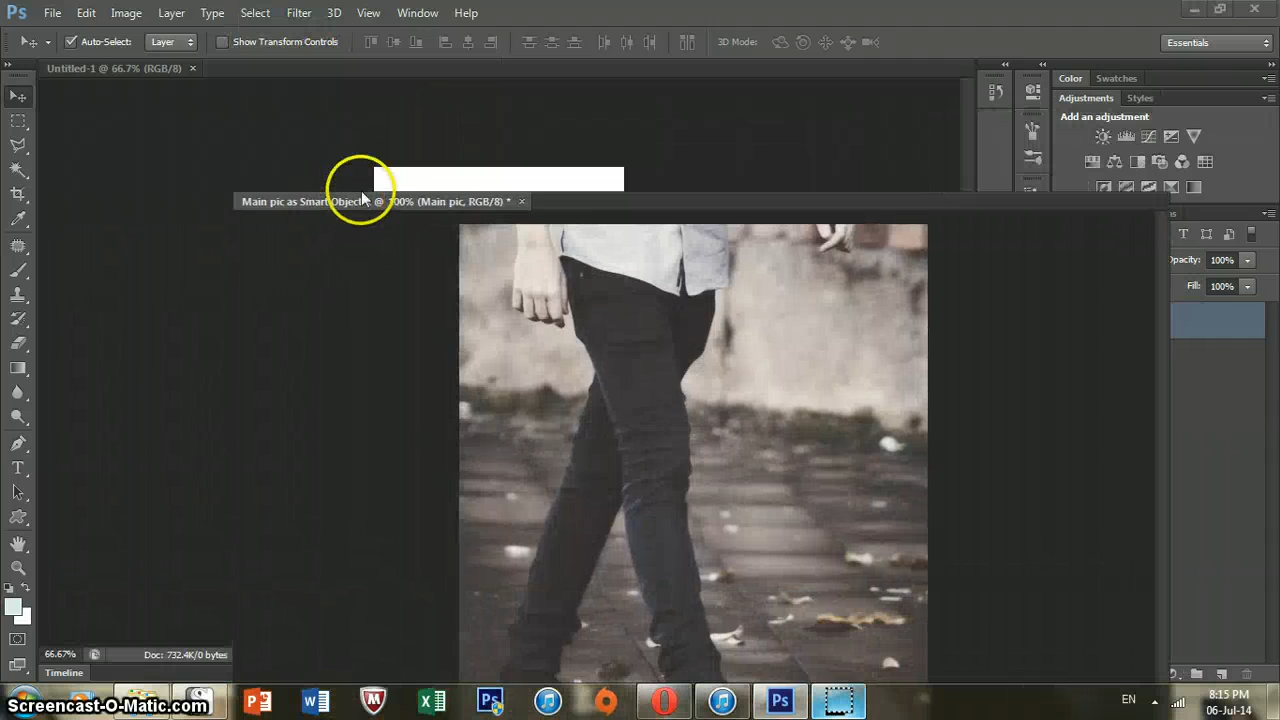 Ps File Edit Image Layer Type Select Filter 3D View Window Help
Auto-Select: Layer Show Transform Controls 3D Mode: Essentials
Untitled-1 @ 66.7% (RGB/8) ×
Color Swatches
Adjustments Styles
Add an adjustment
Main pic as Smart Object @ 100% (Main pic, RGB/8) * ×
Opacity: 100%
Fill: 100%
66.67% Doc: 732.4K/0 bytes
Timeline
Screencast-O-Matic.com
EN
8:15 PM
06-Jul-14